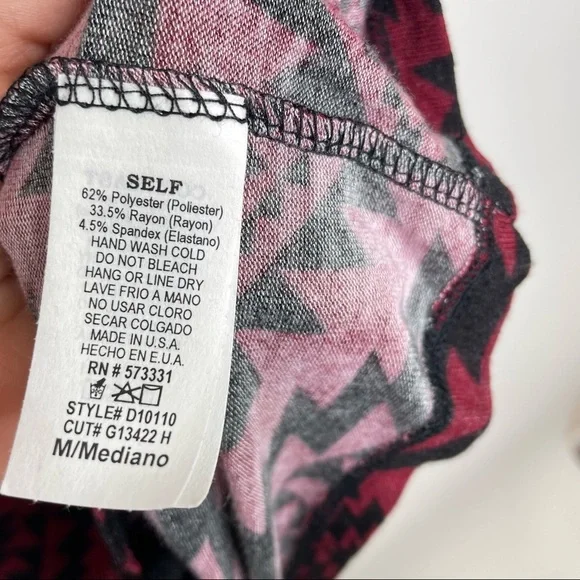 SELF
62% Polyester (Poliester)
33.5% Rayon (Rayon)
4.5% Spandex (Elastano)
HAND WASH COLD
DO NOT BLEACH
HANG OR LINE DRY
LAVE FRIO A MANO
NO USAR CLORO
SECAR COLGADO
MADE IN U.S.A.
HECHO EN E.U.A.
RN # 573331
STYLE# D10110
CUT# G13422 H
M/Mediano